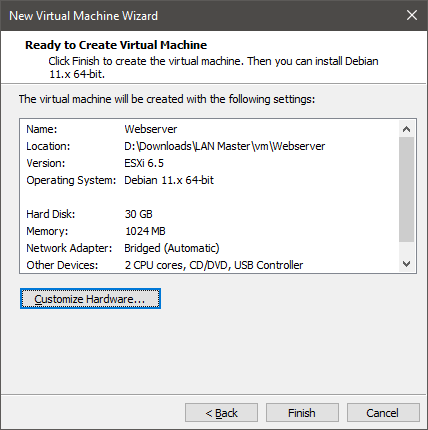 New Virtual Machine Wizard
Ready to Create Virtual Machine
Click Finish to create the virtual machine. Then you can install Debian
11.x 64-bit.
The virtual machine will be created with the following settings:
Name: Webserver
Location: D:\Downloads\LAN Master\vm\Webserver
Version: ESXi 6.5
Operating System: Debian 11.x 64-bit
Hard Disk: 30 GB
Memory: 1024 MB
Network Adapter: Bridged (Automatic)
Other Devices: 2 CPU cores, CD/DVD, USB Controller
Customize Hardware...
< Back Finish Cancel